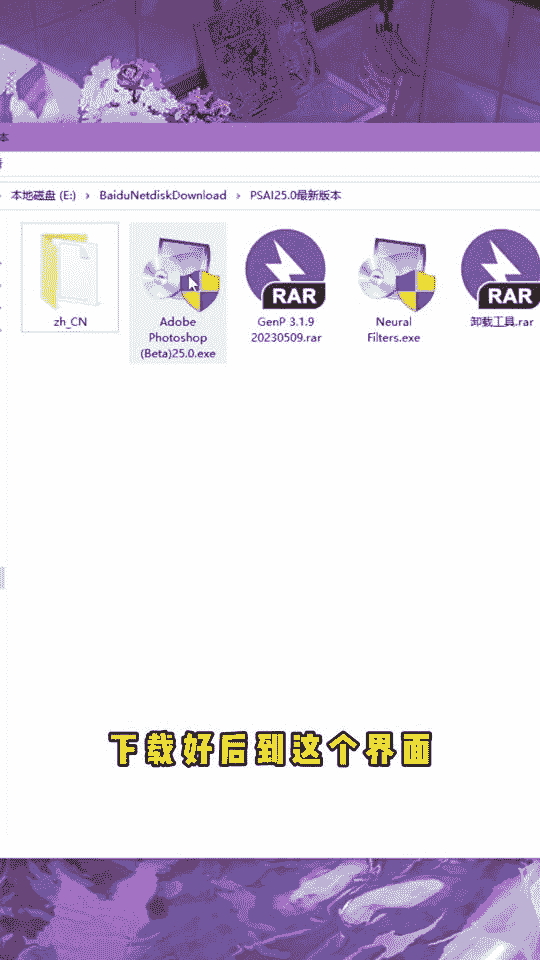 本
本地磁盘 (E:) › BaiduNetdiskDownload › PSAI25.0最新版本
zh_CN
Adobe
Photoshop
(Beta)25.0.exe
RAR
GenP 3.1.9
20230509.rar
Neural
Filters.exe
RAR
卸载工具.rar
下载好后到这个界面